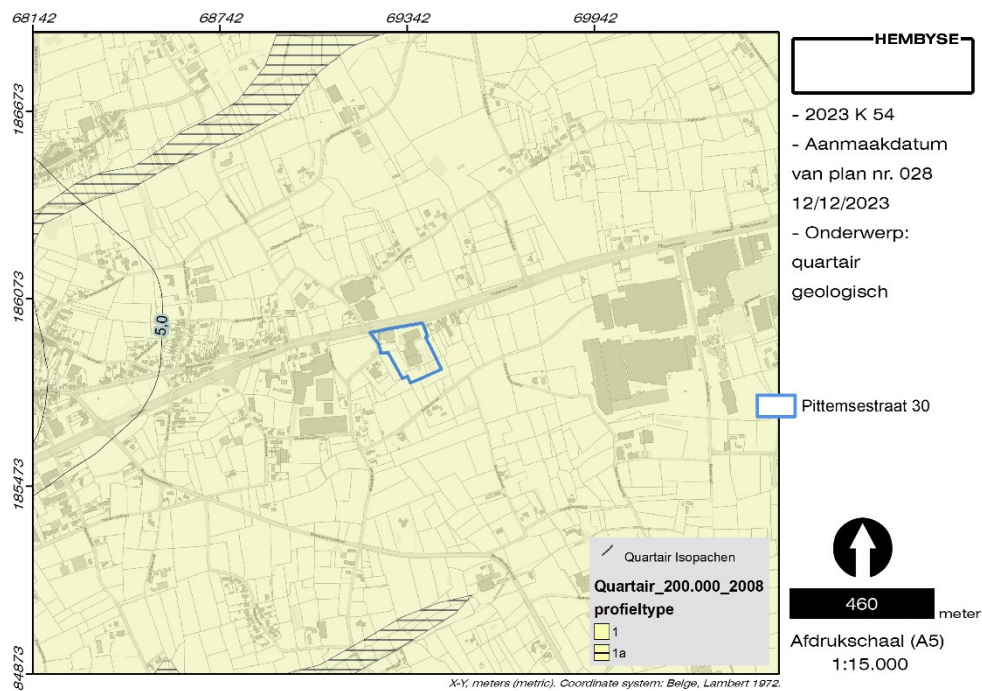 68142 68742 69342 69942
186673
186073
185473
84873
5,0
HEMBYSE
- 2023 K 54
- Aanmaakdatum
van plan nr. 028
12/12/2023
- Onderwerp:
quartair
geologisch
Pittemsestraat 30
Quartair Isopachen
Quartair_200.000_2008
profieltype
1
1a
460 meter
Afdrukschaal (A5)
1:15.000
X-Y, meters (metric). Coordinate system: Belge, Lambert 1972.